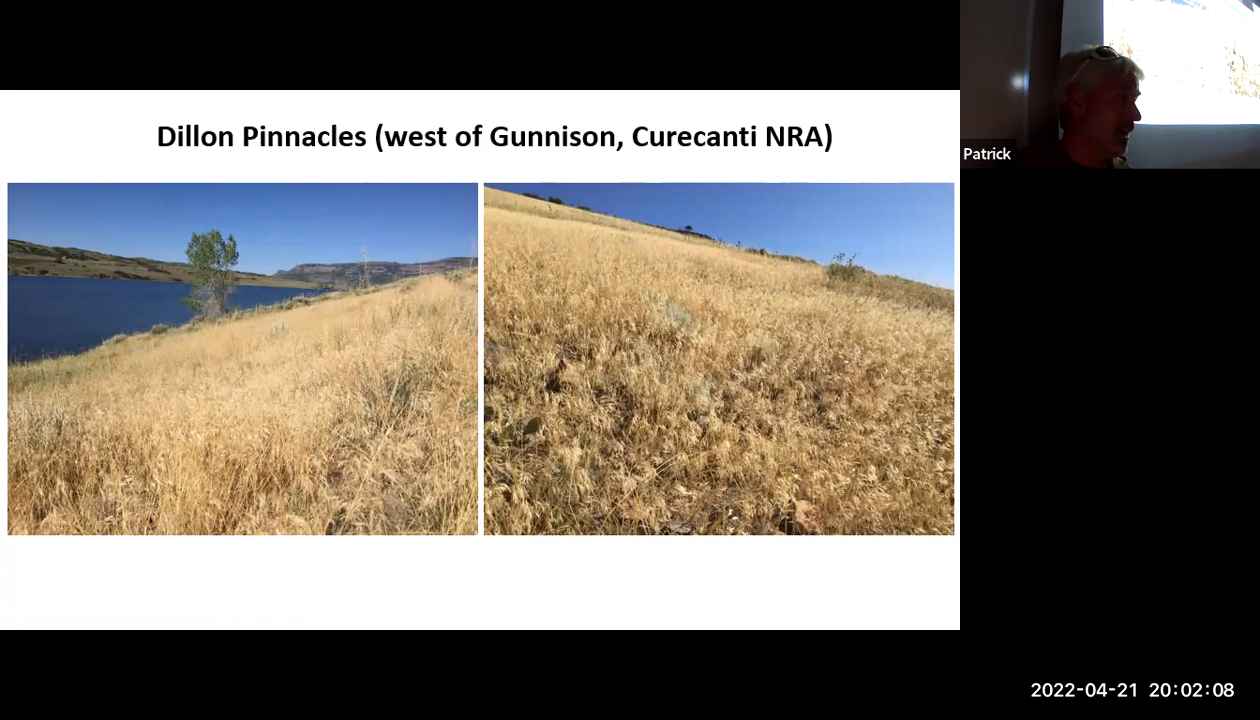 Dillon Pinnacles (west of Gunnison, Curecanti NRA)
Patrick
2022-04-21 20:02:08